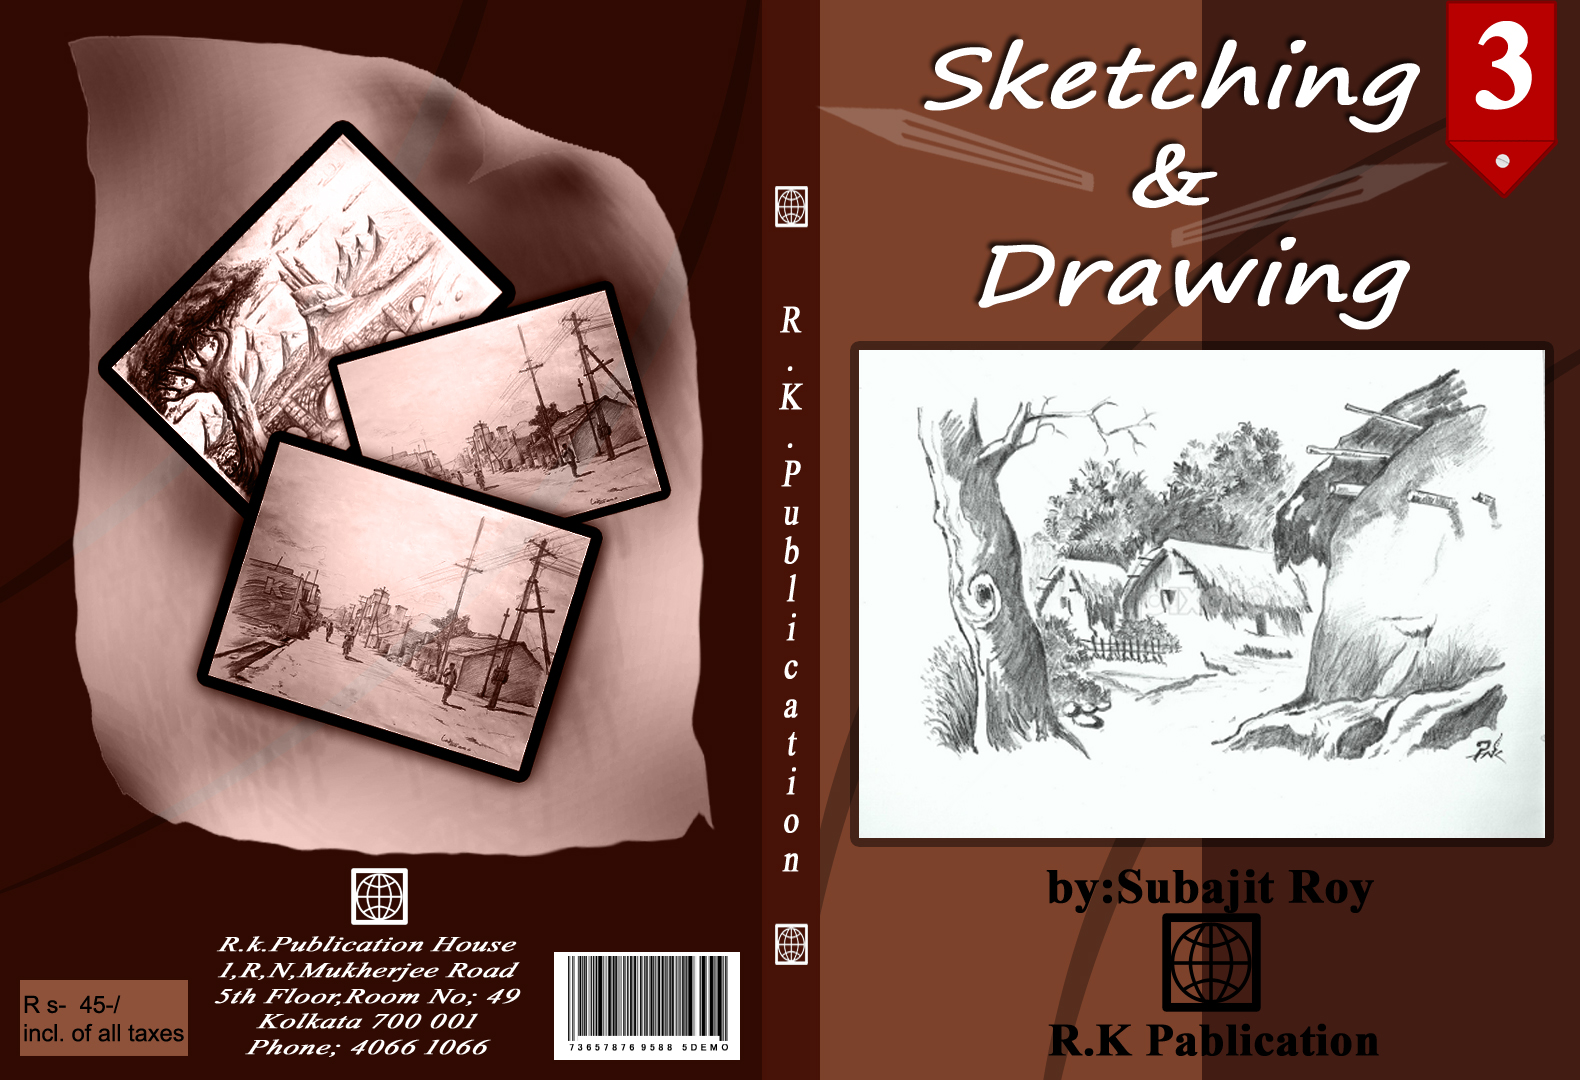 Sketching
&
Drawing
3
by:Subajit Roy
R.K Pablication
R.K.Publication
R.k.Publication House
1,R,N,Mukherjee Road
5th Floor,Room No; 49
Kolkata 700 001
Phone; 4066 1066
R s- 45-/
incl. of all taxes
73657876 9588 5DEMO